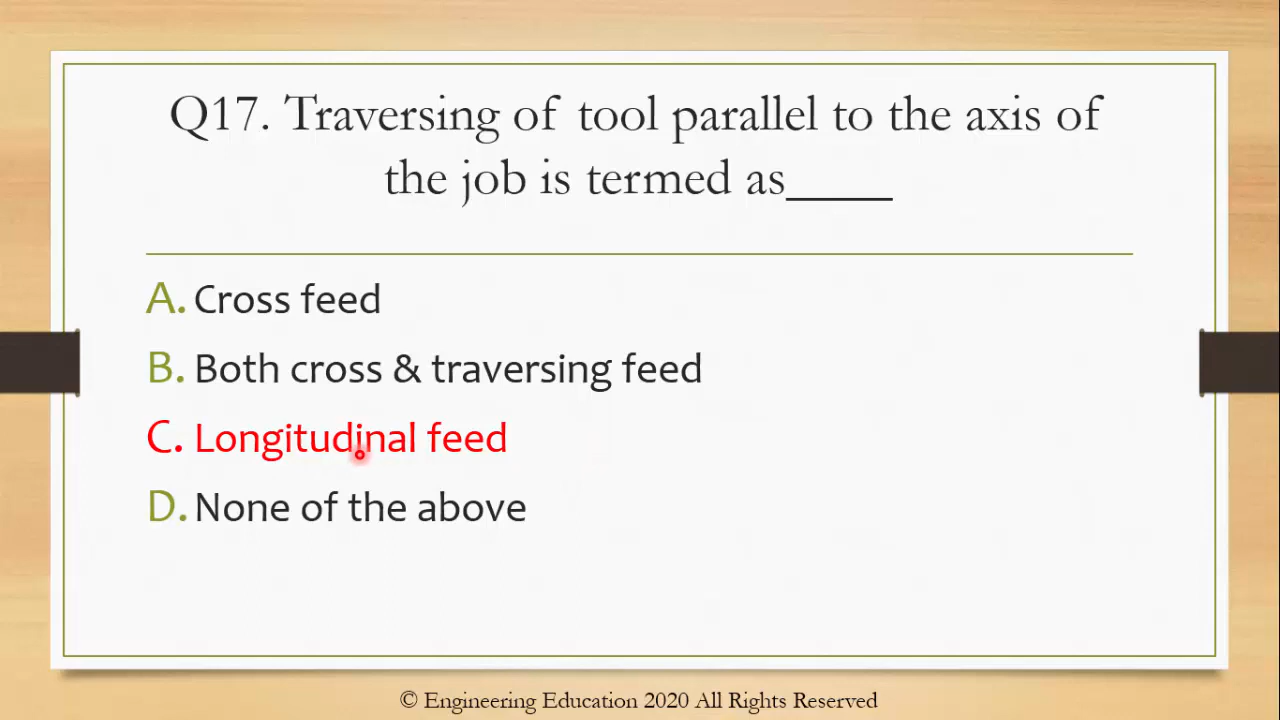 Q17. Traversing of tool parallel to the axis of
the job is termed as____
A. Cross feed
B. Both cross & traversing feed
C. Longitudinal feed
D. None of the above
© Engineering Education 2020 All Rights Reserved